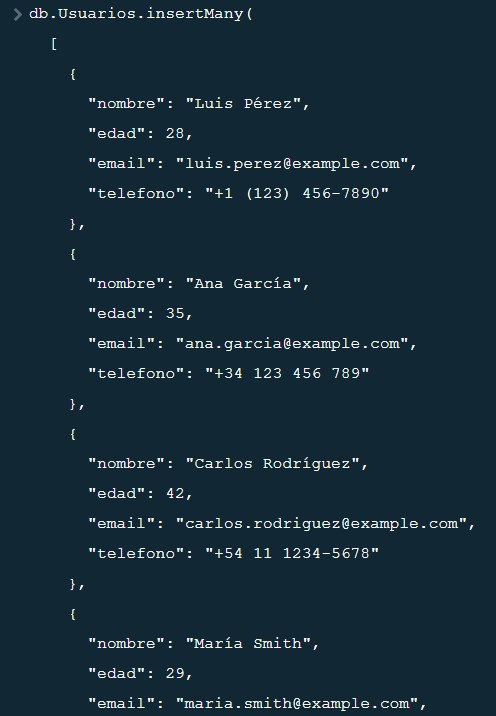 db.Usuarios.insertMany(
[
{
"nombre": "Luis Pérez",
"edad": 28,
"email": "luis.perez@example.com",
"telefono": "+1 (123) 456-7890"
},
{
"nombre": "Ana García",
"edad": 35,
"email": "ana.garcia@example.com",
"telefono": "+34 123 456 789"
},
{
"nombre": "Carlos Rodríguez",
"edad": 42,
"email": "carlos.rodriguez@example.com",
"telefono": "+54 11 1234-5678"
},
{
"nombre": "María Smith",
"edad": 29,
"email": "maria.smith@example.com",